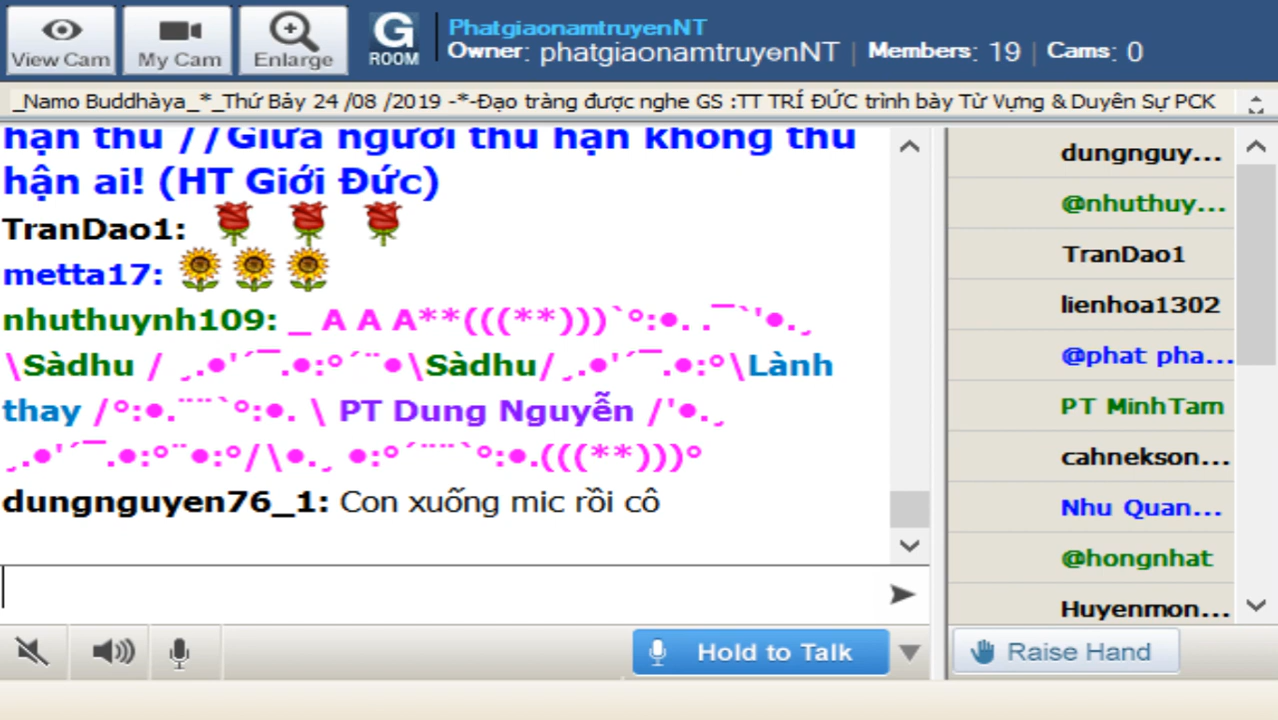 View Cam
My Cam
Enlarge
G
ROOM
PhatgiaonamtruyenNT
Owner: phatgiaonamtruyenNT | Members: 19 | Cams: 0
_Namo Buddhàya_*_Thứ Bảy 24 /08 /2019 -*-Đạo tràng được nghe GS :TT TRÍ ĐỨC trình bày Từ Vựng & Duyên Sự PCK
hạn thù //Giữa người thù hận không thù
hận ai! (HT Giới Đức)
TranDao1:
metta17:
nhuthuynh109: _ A A A**(((**)))`°:•. .¯`'•.¸
\Sàdhu / ¸.•'´¯.•:°´¨•\Sàdhu/¸.•'´¯.•:°\Lành
thay /°:•.¨¨`°:•. \ PT Dung Nguyễn /'•.¸
¸.•'´¯.•:°¨•:°/\•.¸ •:°´¨¨`°:•.(((**)))°
dungnguyen76_1: Con xuống mic rồi cô
dungnguy...
@nhuthuy...
TranDao1
lienhoa1302
@phat pha...
PT MinhTam
cahnekson...
Nhu Quan...
@hongnhat
Huyenmon...
Hold to Talk
Raise Hand